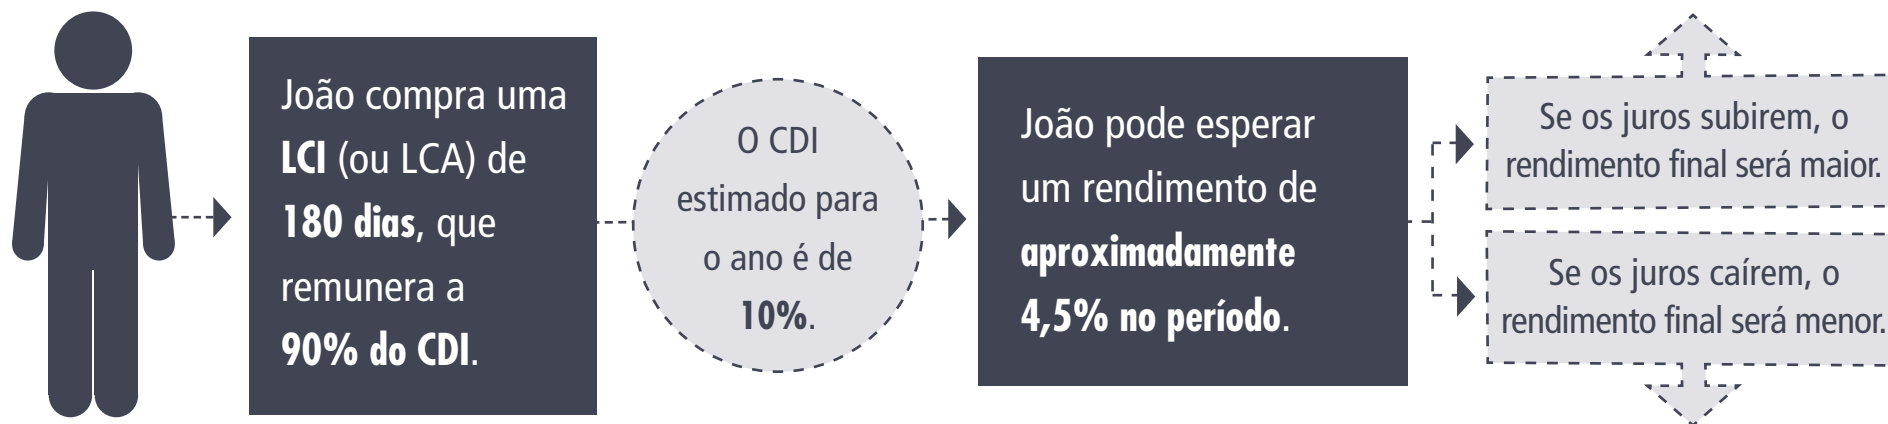 João compra uma
LCI (ou LCA) de
180 dias, que
remunera a
90% do CDI.
O CDI
estimado para
o ano é de
10%.
João pode esperar
um rendimento de
aproximadamente
4,5% no período.
Se os juros subirem, o
rendimento final será maior.
Se os juros caírem, o
rendimento final será menor.